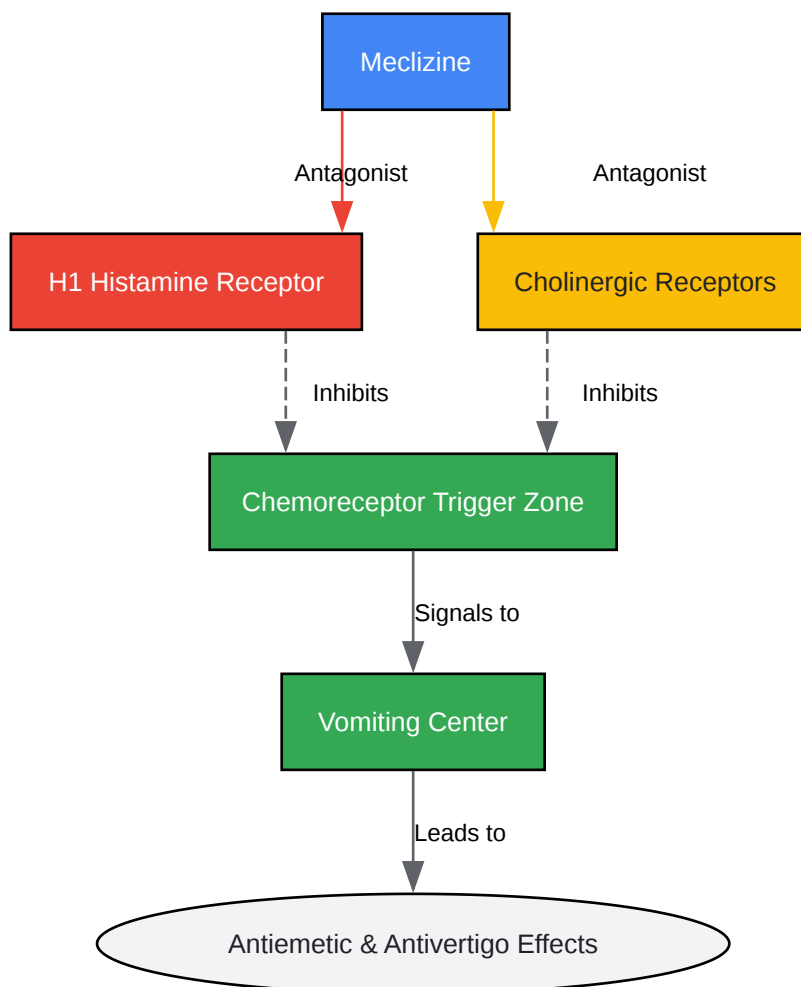 Meclizine
Antagonist
Antagonist
H1 Histamine Receptor
Cholinergic Receptors
Inhibits
Inhibits
Chemoreceptor Trigger Zone
Signals to
Vomiting Center
Leads to
Antiemetic & Antivertigo Effects